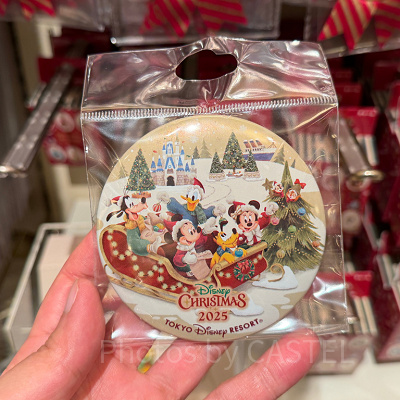 Disney
CHRISTMAS
2025
TOKYO Disney RESORT®
Photos by CASTEL